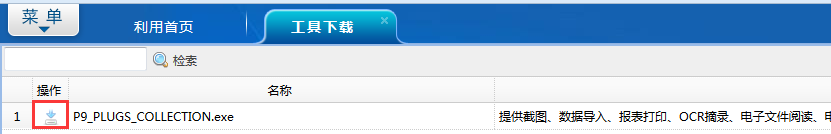 菜单 利用首页 工具下载
检索
操作 名称
1 P9_PLUGS_COLLECTION.exe 提供截图、数据导入、报表打印、OCR摘录、电子文件阅读、